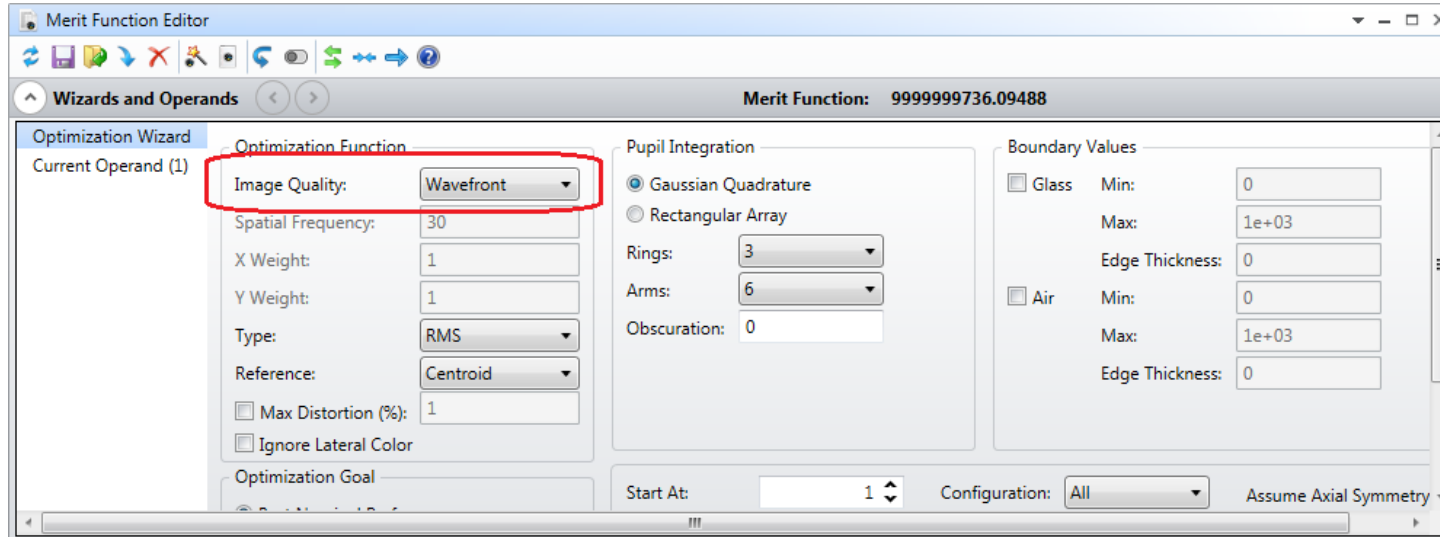 Merit Function Editor
Wizards and Operands
Merit Function: 9999999736.09488
Optimization Wizard
Current Operand (1)
Optimization Function
Image Quality: Wavefront
Spatial Frequency: 30
X Weight: 1
Y Weight: 1
Type: RMS
Reference: Centroid
Max Distortion (%): 1
Ignore Lateral Color
Optimization Goal
Pupil Integration
Gaussian Quadrature
Rectangular Array
Rings: 3
Arms: 6
Obscuration: 0
Boundary Values
Glass Min: 0
Max: 1e+03
Edge Thickness: 0
Air Min: 0
Max: 1e+03
Edge Thickness: 0
Start At: 1 Configuration: All Assume Axial Symmetry